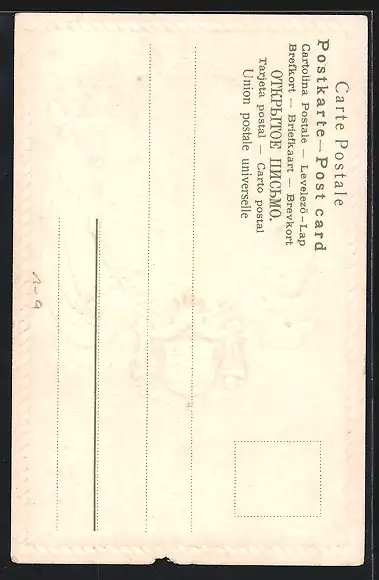 Carte Postale
Postkarte — Post card
Cartolina Postale — Levelező-Lap
Brefkort — Briefkaart — Brevkort
ОТКРЫТОЕ ПИСЬМО.
Tarjeta postal — Carto postal
Union postale universelle